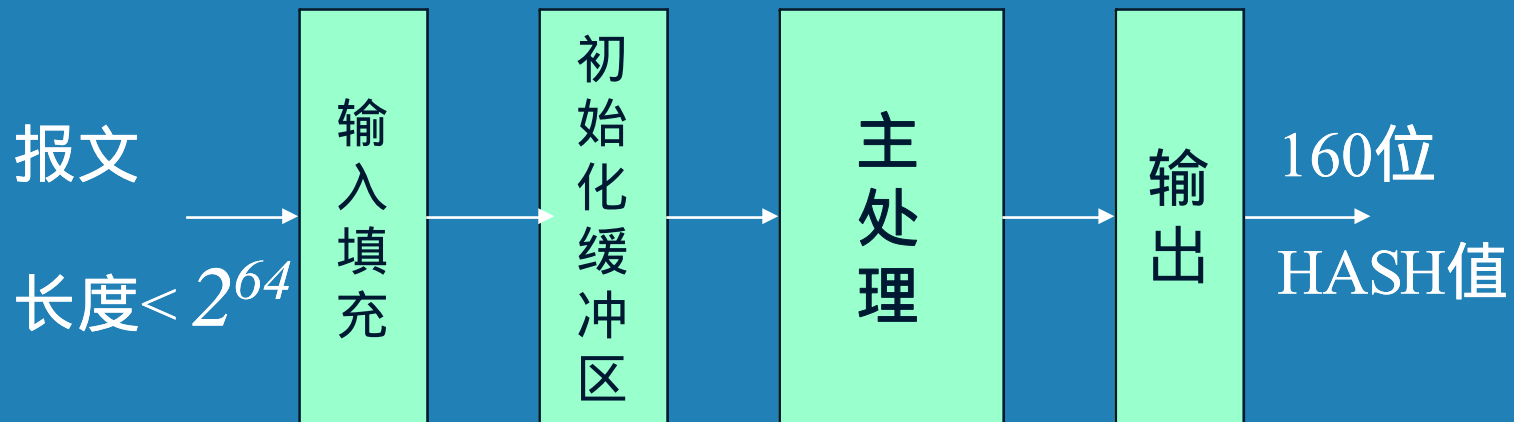 报文
长度< 2^64
输入填充
初始化缓冲区
主处理
输出
160位
HASH值